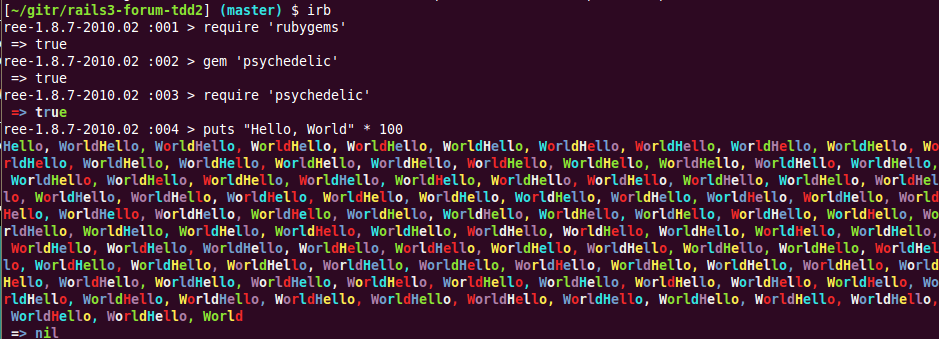 [~/gitr/rails3-forum-tdd2] (master) $ irb
ree-1.8.7-2010.02 :001 > require 'rubygems'
 => true
ree-1.8.7-2010.02 :002 > gem 'psychedelic'
 => true
ree-1.8.7-2010.02 :003 > require 'psychedelic'
 => true
ree-1.8.7-2010.02 :004 > puts "Hello, World" * 100
Hello, WorldHello, WorldHello, WorldHello, WorldHello, WorldHello, WorldHello, WorldHello, WorldHello, WorldHello, Wo
rldHello, WorldHello, WorldHello, WorldHello, WorldHello, WorldHello, WorldHello, WorldHello, WorldHello, WorldHello,
 WorldHello, WorldHello, WorldHello, WorldHello, WorldHello, WorldHello, WorldHello, WorldHello, WorldHello, WorldHel
lo, WorldHello, WorldHello, WorldHello, WorldHello, WorldHello, WorldHello, WorldHello, WorldHello, WorldHello, World
Hello, WorldHello, WorldHello, WorldHello, WorldHello, WorldHello, WorldHello, WorldHello, WorldHello, WorldHello, Wo
rldHello, WorldHello, WorldHello, WorldHello, WorldHello, WorldHello, WorldHello, WorldHello, WorldHello, WorldHello,
 WorldHello, WorldHello, WorldHello, WorldHello, WorldHello, WorldHello, WorldHello, WorldHello, WorldHello, WorldHel
lo, WorldHello, WorldHello, WorldHello, WorldHello, WorldHello, WorldHello, WorldHello, WorldHello, WorldHello, World
Hello, WorldHello, WorldHello, WorldHello, WorldHello, WorldHello, WorldHello, WorldHello, WorldHello, WorldHello, Wo
rldHello, WorldHello, WorldHello, WorldHello, WorldHello, WorldHello, WorldHello, WorldHello, WorldHello, WorldHello,
 WorldHello, WorldHello, World
 => nil